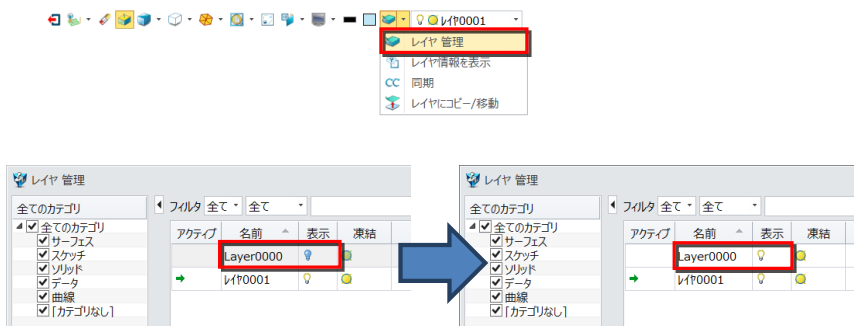 ﾚｲﾔ0001
レイヤ 管理
レイヤ情報を表示
CC 同期
レイヤにコピー/移動
レイヤ 管理
全てのカテゴリ
フィルタ 全て 全て
全てのカテゴリ
サーフェス
スケッチ
ソリッド
データ
曲線
[カテゴリなし]
アクティブ 名前 表示 凍結
Layer0000
ﾚｲﾔ0001
レイヤ 管理
全てのカテゴリ
フィルタ 全て 全て
全てのカテゴリ
サーフェス
スケッチ
ソリッド
データ
曲線
[カテゴリなし]
アクティブ 名前 表示 凍結
Layer0000
ﾚｲﾔ0001